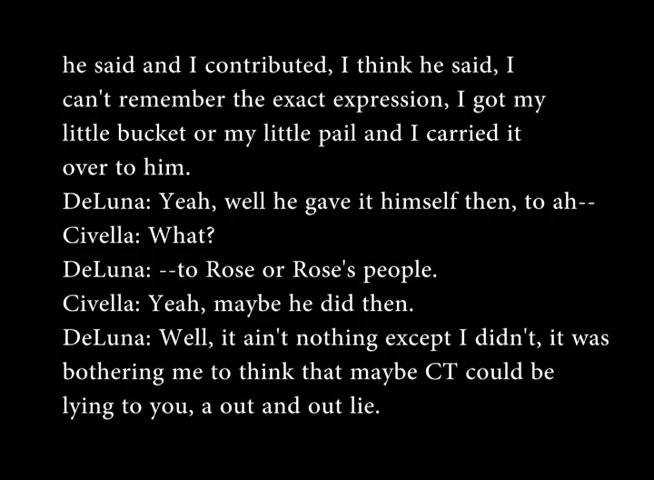 he said and I contributed, I think he said, I
can't remember the exact expression, I got my
little bucket or my little pail and I carried it
over to him.
DeLuna: Yeah, well he gave it himself then, to ah--
Civella: What?
DeLuna: --to Rose or Rose's people.
Civella: Yeah, maybe he did then.
DeLuna: Well, it ain't nothing except I didn't, it was
bothering me to think that maybe CT could be
lying to you, a out and out lie.